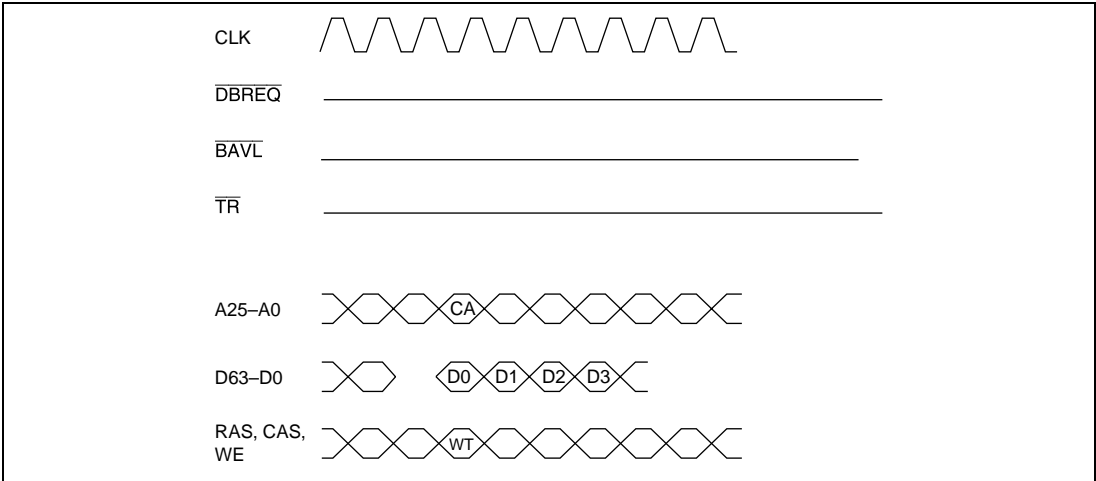 CLK
DBREQ
BAVL
TR
A25–A0
CA
D63–D0
D0 D1 D2 D3
RAS, CAS,
WE
WT